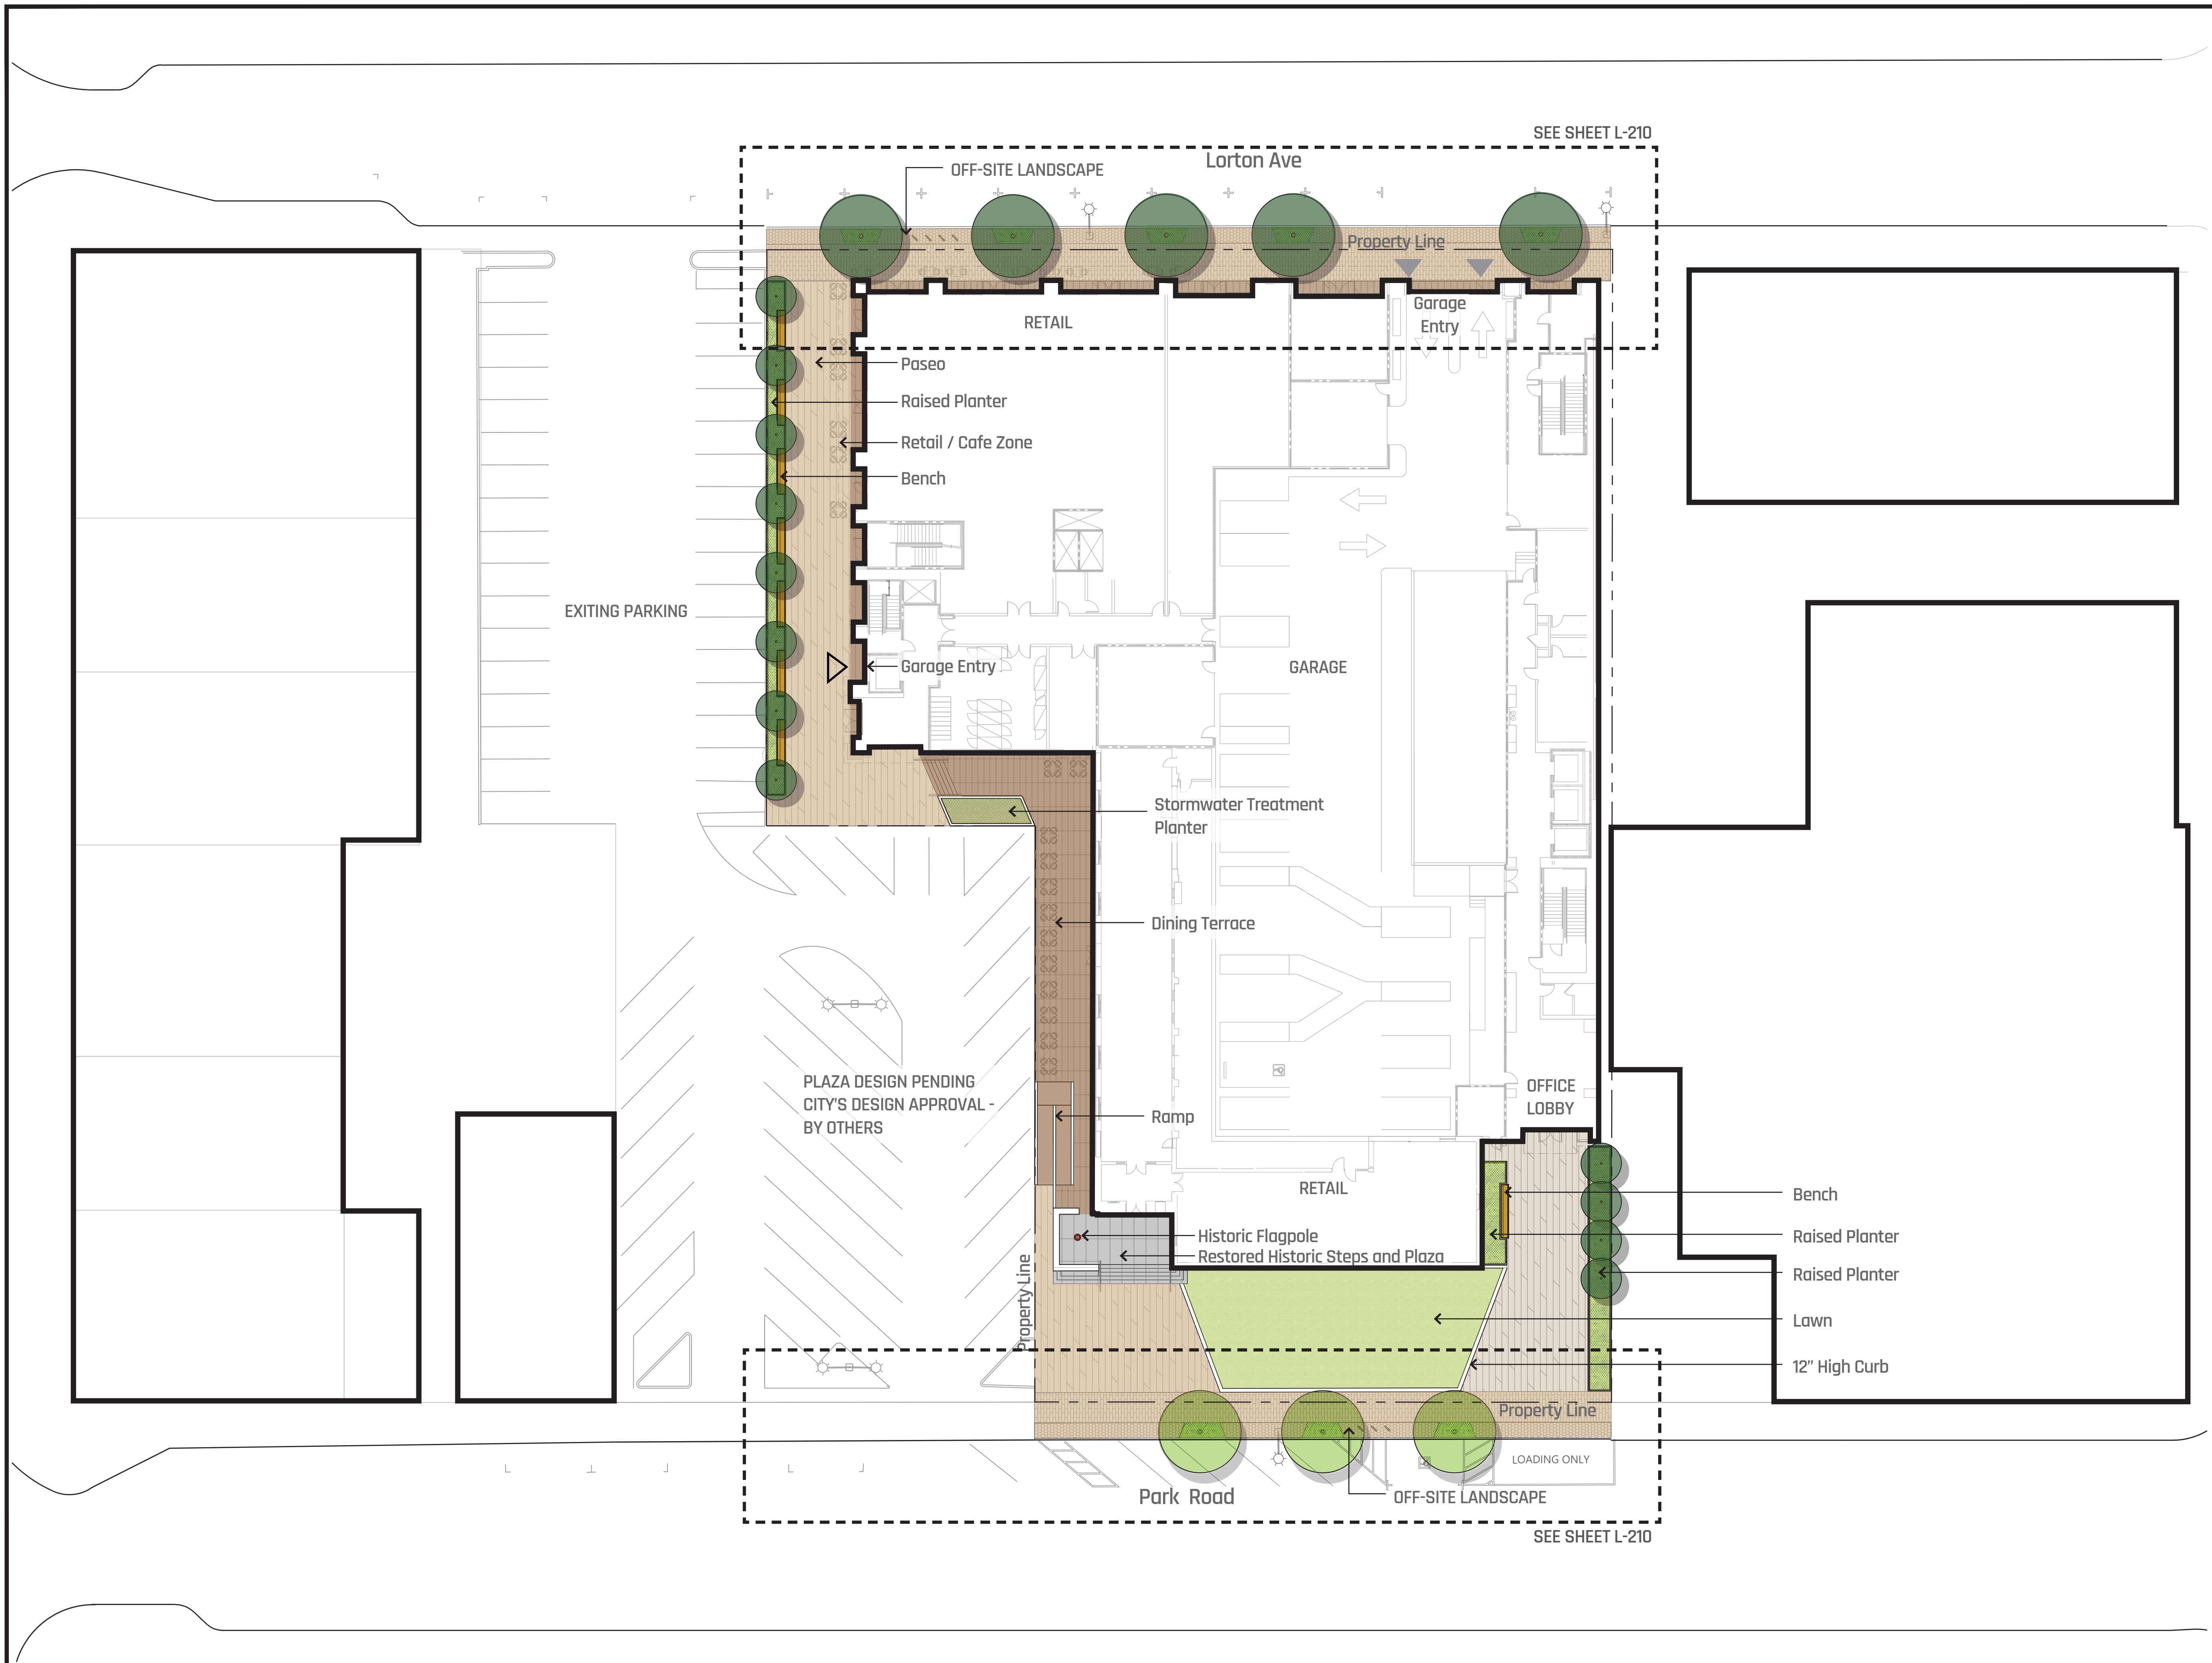 SEE SHEET L-210
Lorton Ave
OFF-SITE LANDSCAPE
Property Line
Garage
Entry
RETAIL
Paseo
Raised Planter
Retail / Cafe Zone
Bench
EXITING PARKING
Garage Entry
GARAGE
Stormwater Treatment
Planter
Dining Terrace
PLAZA DESIGN PENDING
CITY'S DESIGN APPROVAL -
BY OTHERS
OFFICE
LOBBY
Ramp
RETAIL
Bench
Historic Flagpole
Raised Planter
Restored Historic Steps and Plaza
Raised Planter
Property Line
Lawn
12" High Curb
Property Line
LOADING ONLY
Park Road
OFF-SITE LANDSCAPE
SEE SHEET L-210